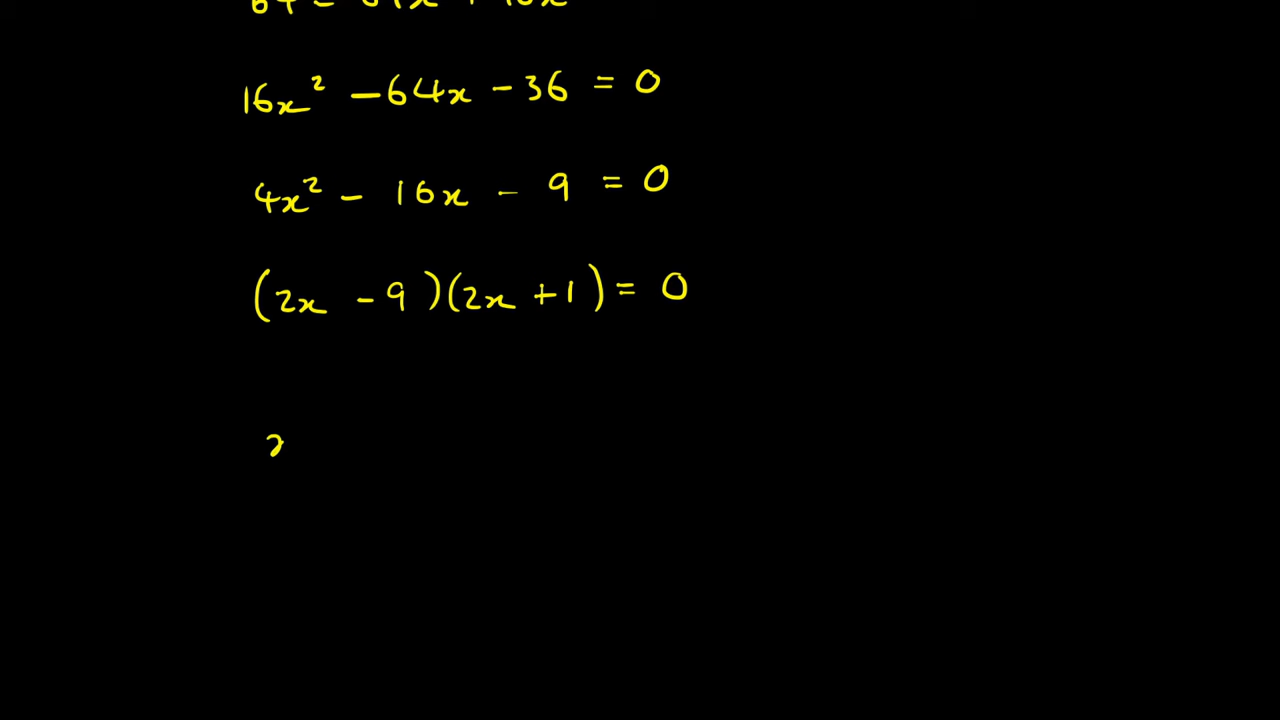 16x² - 64x - 36 = 0
4x² - 16x - 9 = 0
(2x - 9)(2x + 1) = 0